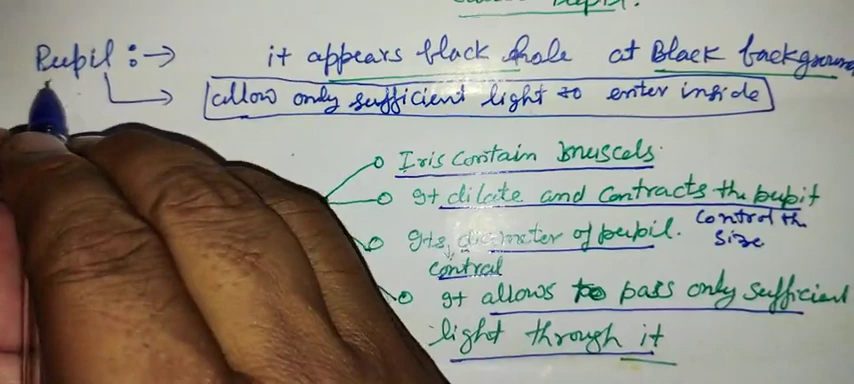 Pupil :→ it appears black hole at Black background
allow only sufficient light to enter inside
Iris contain muscels.
It dilate and contracts the pupil
Its diameter of pupil. Control the
Size
control
It allows to pass only sufficient
light through it